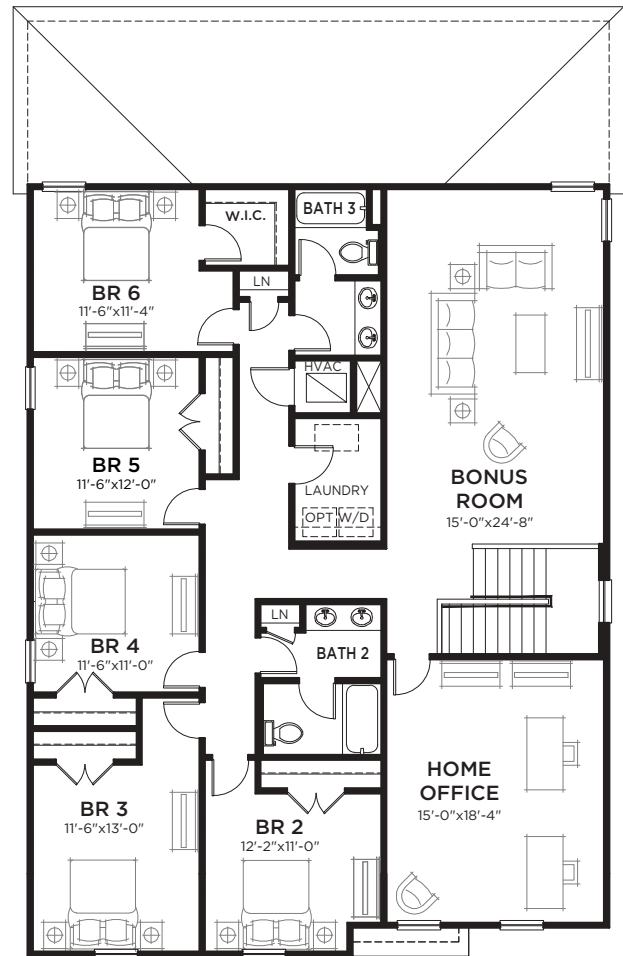 W.I.C.
BATH 3
LN
BR 6
11'-6"x11'-4"
HVAC
BR 5
11'-6"x12'-0"
BONUS
ROOM
15'-0"x24'-8"
LAUNDRY
OPT W/D
LN
BR 4
11'-6"x11'-0"
BATH 2
HOME
OFFICE
15'-0"x18'-4"
BR 3
11'-6"x13'-0"
BR 2
12'-2"x11'-0"